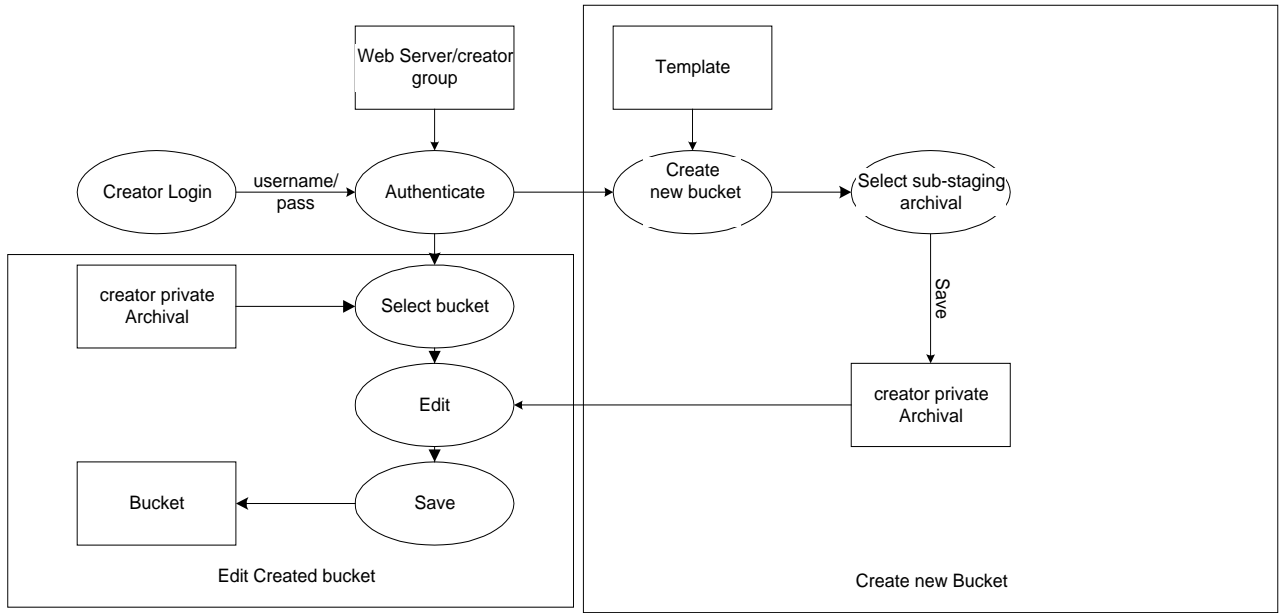 Web Server/creator
group
Template
Creator Login
username/
pass
Authenticate
Create
new bucket
Select sub-staging
archival
creator private
Archival
Select bucket
Save
Edit
creator private
Archival
Bucket
Save
Edit Created bucket
Create new Bucket